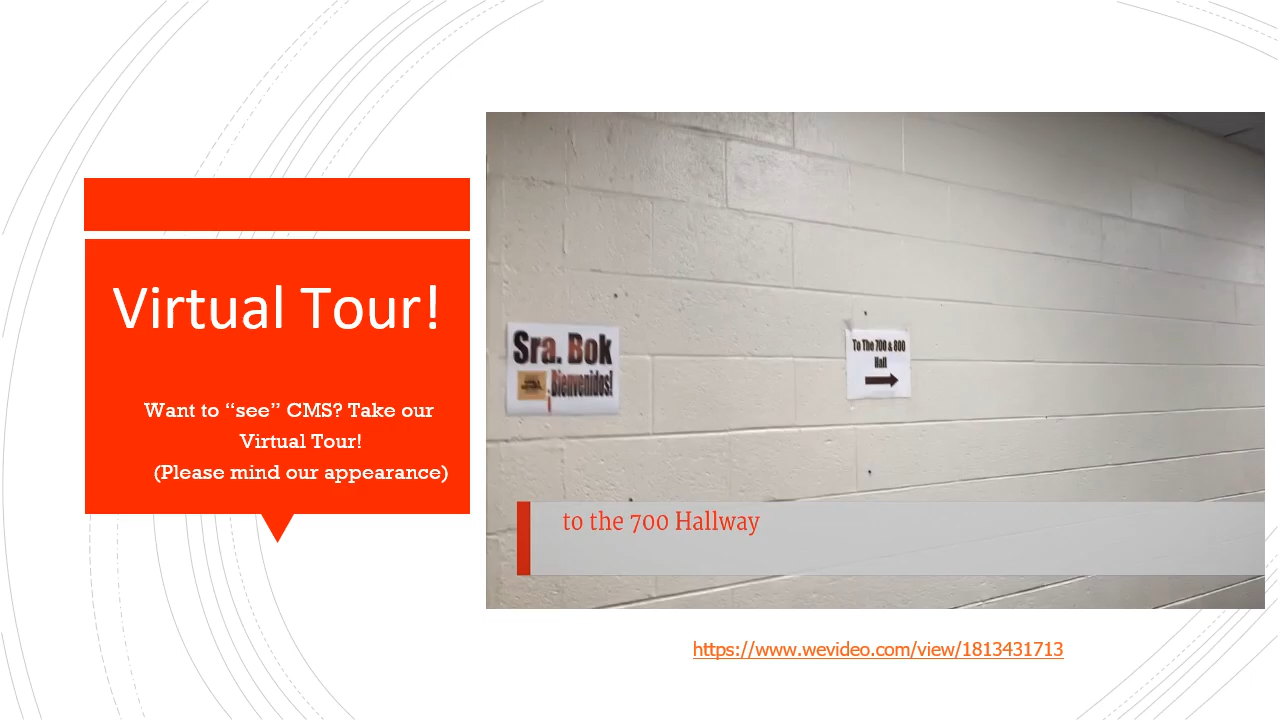 Virtual Tour!
Want to “see” CMS? Take our
Virtual Tour!
(Please mind our appearance)
Sra. Bok
Bienvenidos!
To The 700 & 800
Hall
to the 700 Hallway
https://www.wevideo.com/view/1813431713